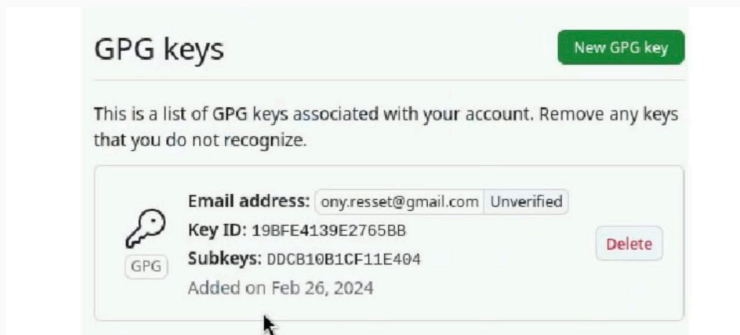 GPG keys
New GPG key
This is a list of GPG keys associated with your account. Remove any keys
that you do not recognize.
Email address: ony.resset@gmail.com Unverified
Key ID: 19BFE4139E2765BB
Subkeys: DDCB10B1CF11E404
Added on Feb 26, 2024
GPG
Delete